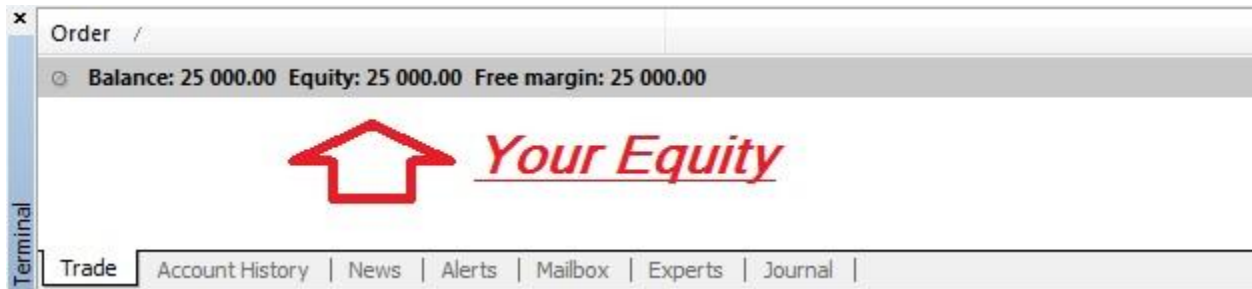 Order /
Balance: 25 000.00 Equity: 25 000.00 Free margin: 25 000.00
Your Equity
Terminal
Trade | Account History | News | Alerts | Mailbox | Experts | Journal |